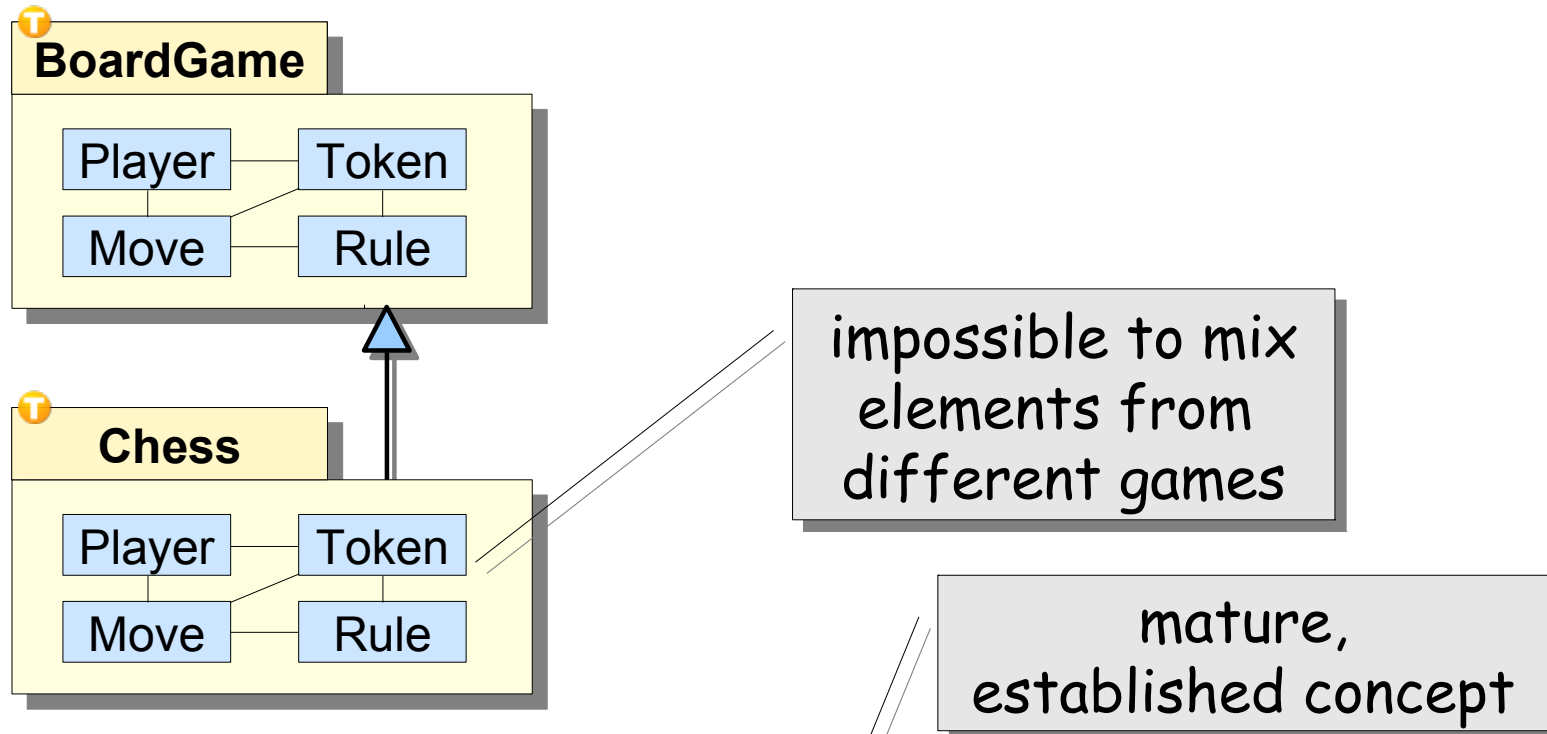 T
BoardGame
Player
Token
Move
Rule
T
Chess
Player
Token
Move
Rule
impossible to mix
elements from
different games
mature,
established concept